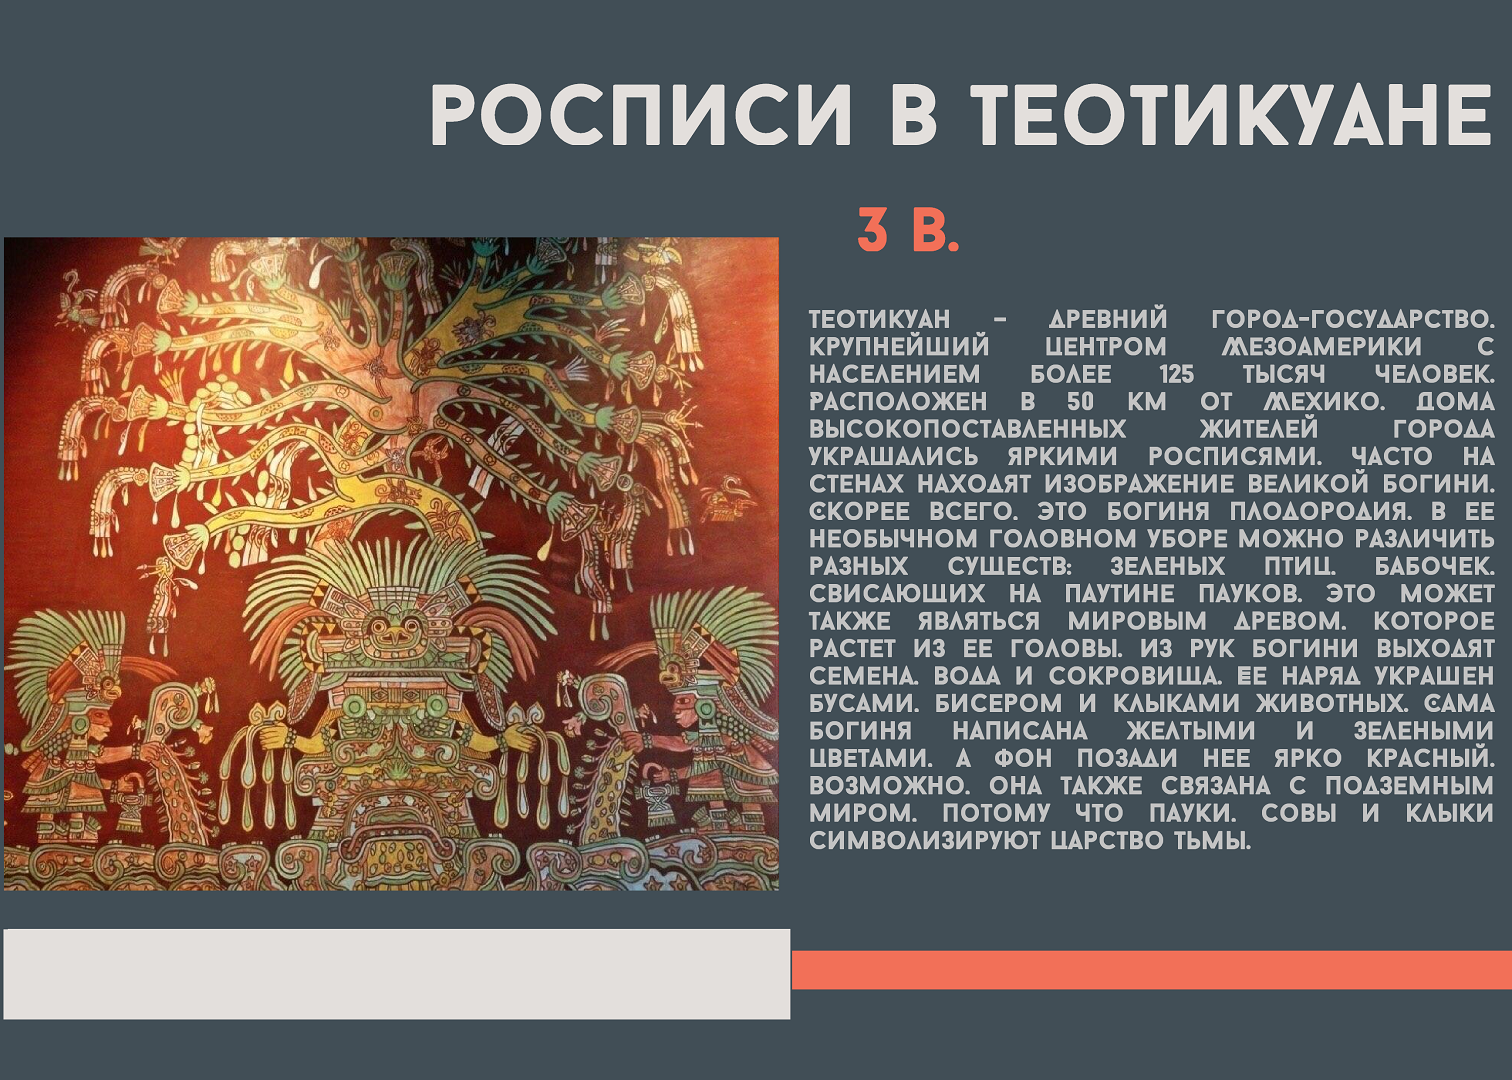 РОСПИСИ В ТЕОТИКУАНЕ
3 В.
ТЕОТИКУАН – ДРЕВНИЙ ГОРОД-ГОСУДАРСТВО.
КРУПНЕЙШИЙ ЦЕНТРОМ МЕЗОАМЕРИКИ С
НАСЕЛЕНИЕМ БОЛЕЕ 125 ТЫСЯЧ ЧЕЛОВЕК.
РАСПОЛОЖЕН В 50 КМ ОТ МЕХИКО. ДОМА
ВЫСОКОПОСТАВЛЕННЫХ ЖИТЕЛЕЙ ГОРОДА
УКРАШАЛИСЬ ЯРКИМИ РОСПИСЯМИ. ЧАСТО НА
СТЕНАХ НАХОДЯТ ИЗОБРАЖЕНИЕ ВЕЛИКОЙ БОГИНИ.
СКОРЕЕ ВСЕГО. ЭТО БОГИНЯ ПЛОДОРОДИЯ. В ЕЕ
НЕОБЫЧНОМ ГОЛОВНОМ УБОРЕ МОЖНО РАЗЛИЧИТЬ
РАЗНЫХ СУЩЕСТВ: ЗЕЛЕНЫХ ПТИЦ. БАБОЧЕК.
СВИСАЮЩИХ НА ПАУТИНЕ ПАУКОВ. ЭТО МОЖЕТ
ТАКЖЕ ЯВЛЯТЬСЯ МИРОВЫМ ДРЕВОМ. КОТОРОЕ
РАСТЕТ ИЗ ЕЕ ГОЛОВЫ. ИЗ РУК БОГИНИ ВЫХОДЯТ
СЕМЕНА. ВОДА И СОКРОВИЩА. ЕЕ НАРЯД УКРАШЕН
БУСАМИ. БИСЕРОМ И КЛЫКАМИ ЖИВОТНЫХ. САМА
БОГИНЯ НАПИСАНА ЖЕЛТЫМИ И ЗЕЛЕНЫМИ
ЦВЕТАМИ. А ФОН ПОЗАДИ НЕЕ ЯРКО КРАСНЫЙ.
ВОЗМОЖНО. ОНА ТАКЖЕ СВЯЗАНА С ПОДЗЕМНЫМ
МИРОМ. ПОТОМУ ЧТО ПАУКИ. СОВЫ И КЛЫКИ
СИМВОЛИЗИРУЮТ ЦАРСТВО ТЬМЫ.